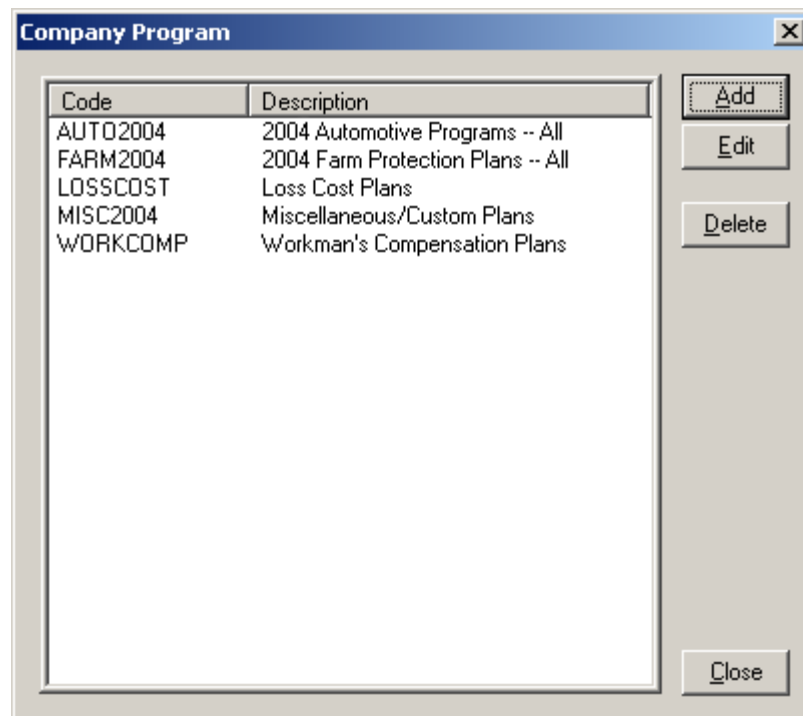 Company Program
Code Description
AUTO2004 2004 Automotive Programs -- All
FARM2004 2004 Farm Protection Plans -- All
LOSSCOST Loss Cost Plans
MISC2004 Miscellaneous/Custom Plans
WORKCOMP Workman's Compensation Plans
Add
Edit
Delete
Close